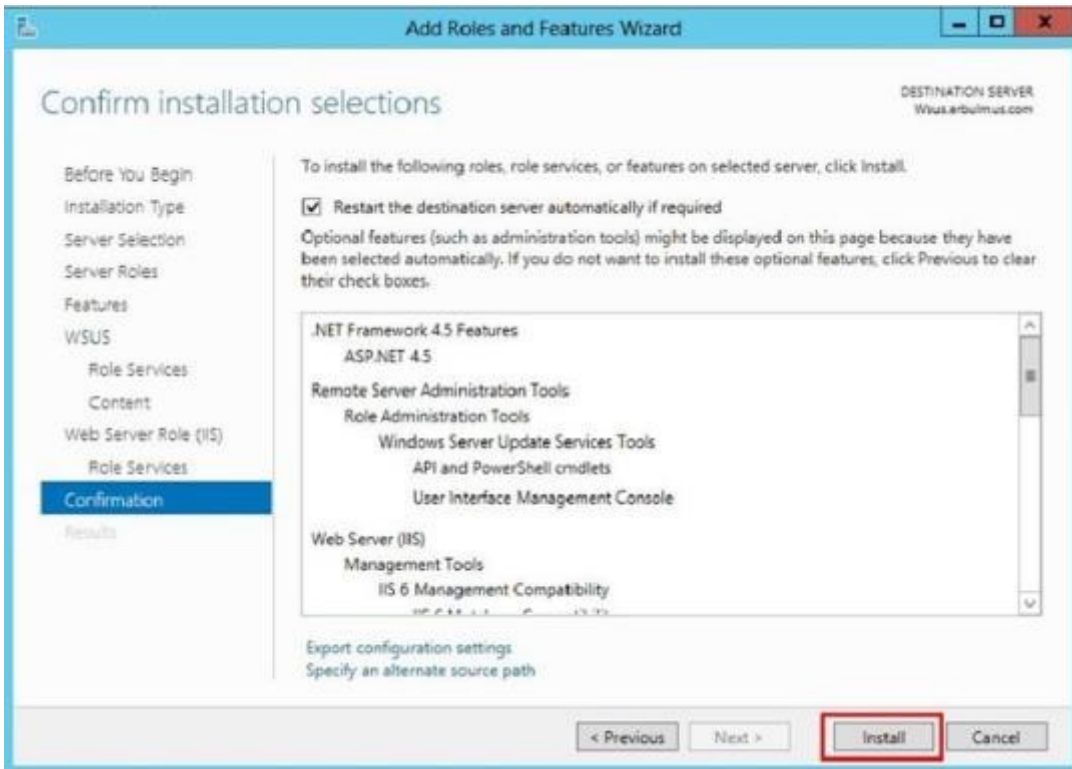 Add Roles and Features Wizard
Confirm installation selections
DESTINATION SERVER
Wsus.erbulmus.com
Before You Begin
Installation Type
Server Selection
Server Roles
Features
WSUS
Role Services
Content
Web Server Role (IIS)
Role Services
Confirmation
Results
To install the following roles, role services, or features on selected server, click Install.
Restart the destination server automatically if required
Optional features (such as administration tools) might be displayed on this page because they have
been selected automatically. If you do not want to install these optional features, click Previous to clear
their check boxes.
.NET Framework 4.5 Features
ASP.NET 4.5
Remote Server Administration Tools
Role Administration Tools
Windows Server Update Services Tools
API and PowerShell cmdlets
User Interface Management Console
Web Server (IIS)
Management Tools
IIS 6 Management Compatibility
Export configuration settings
Specify an alternate source path
< Previous
Next >
Install
Cancel